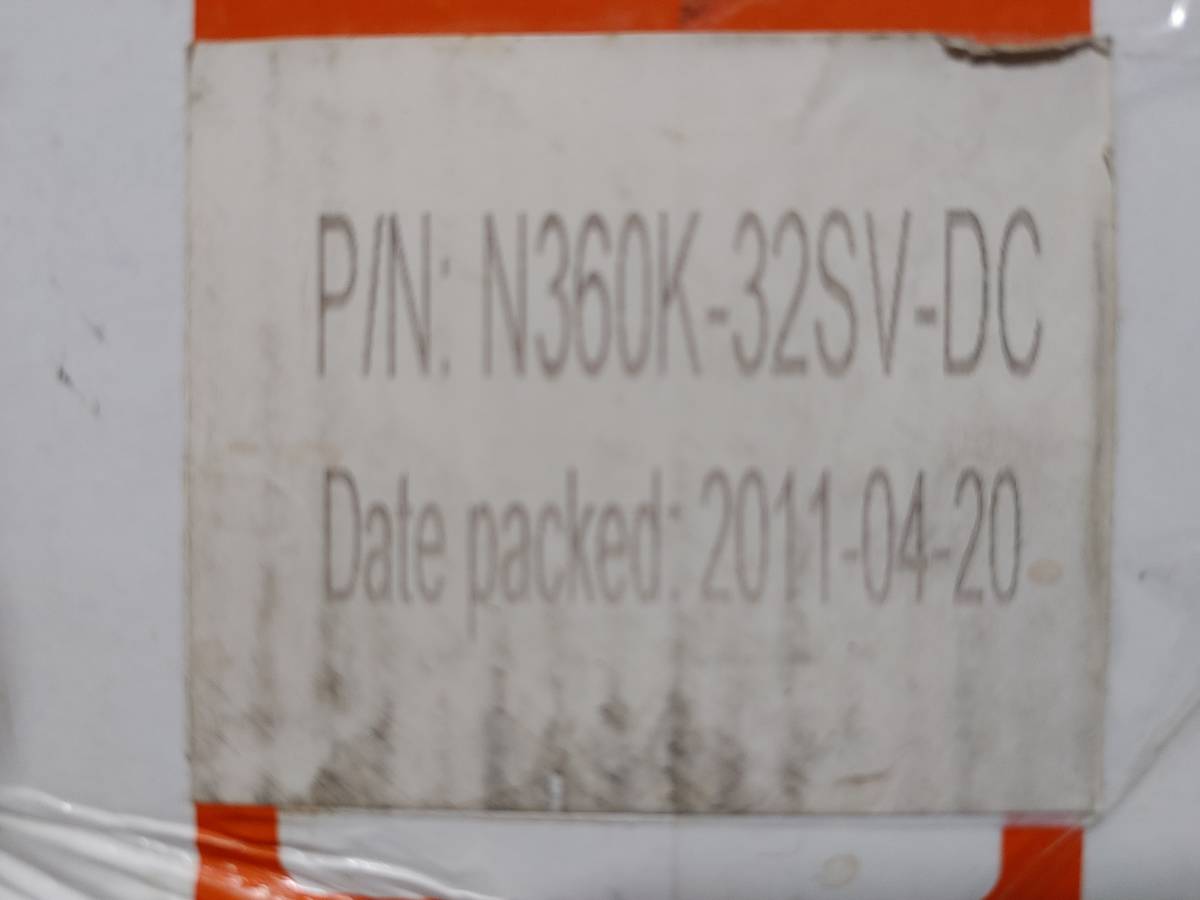 P/N: N360K-32SV-DC
Date packed: 2011-04-20